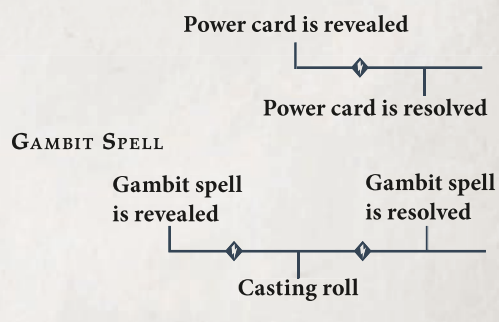 Power card is revealed
Power card is resolved
Gambit Spell
Gambit spell
is revealed
Gambit spell
is resolved
Casting roll